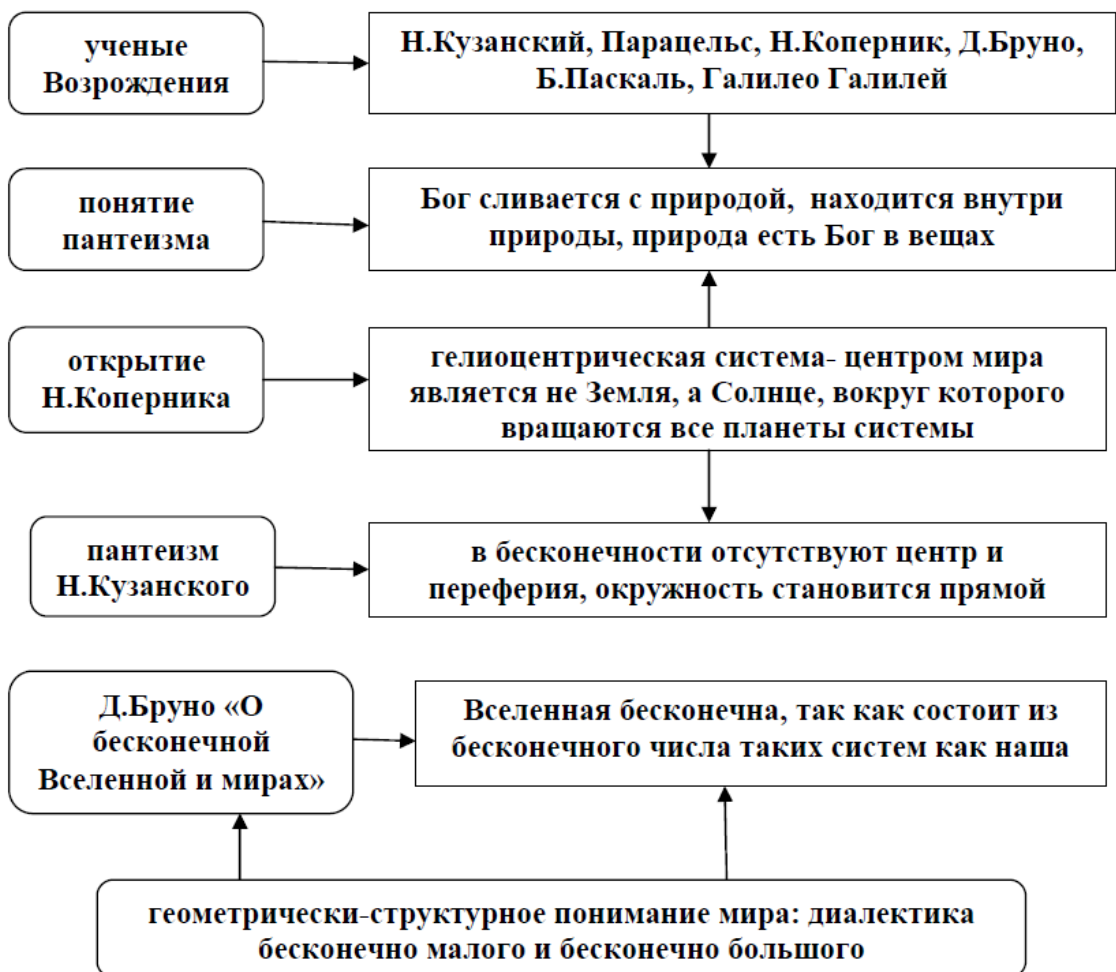 ученые
Возрождения
Н.Кузанский, Парацельс, Н.Коперник, Д.Бруно,
Б.Паскаль, Галилео Галилей
понятие
пантеизма
Бог сливается с природой, находится внутри
природы, природа есть Бог в вещах
открытие
Н.Коперника
гелиоцентрическая система- центром мира
является не Земля, а Солнце, вокруг которого
вращаются все планеты системы
пантеизм
Н.Кузанского
в бесконечности отсутствуют центр и
переферия, окружность становится прямой
Д.Бруно «О
бесконечной
Вселенной и мирах»
Вселенная бесконечна, так как состоит из
бесконечного числа таких систем как наша
геометрически-структурное понимание мира: диалектика
бесконечно малого и бесконечно большого